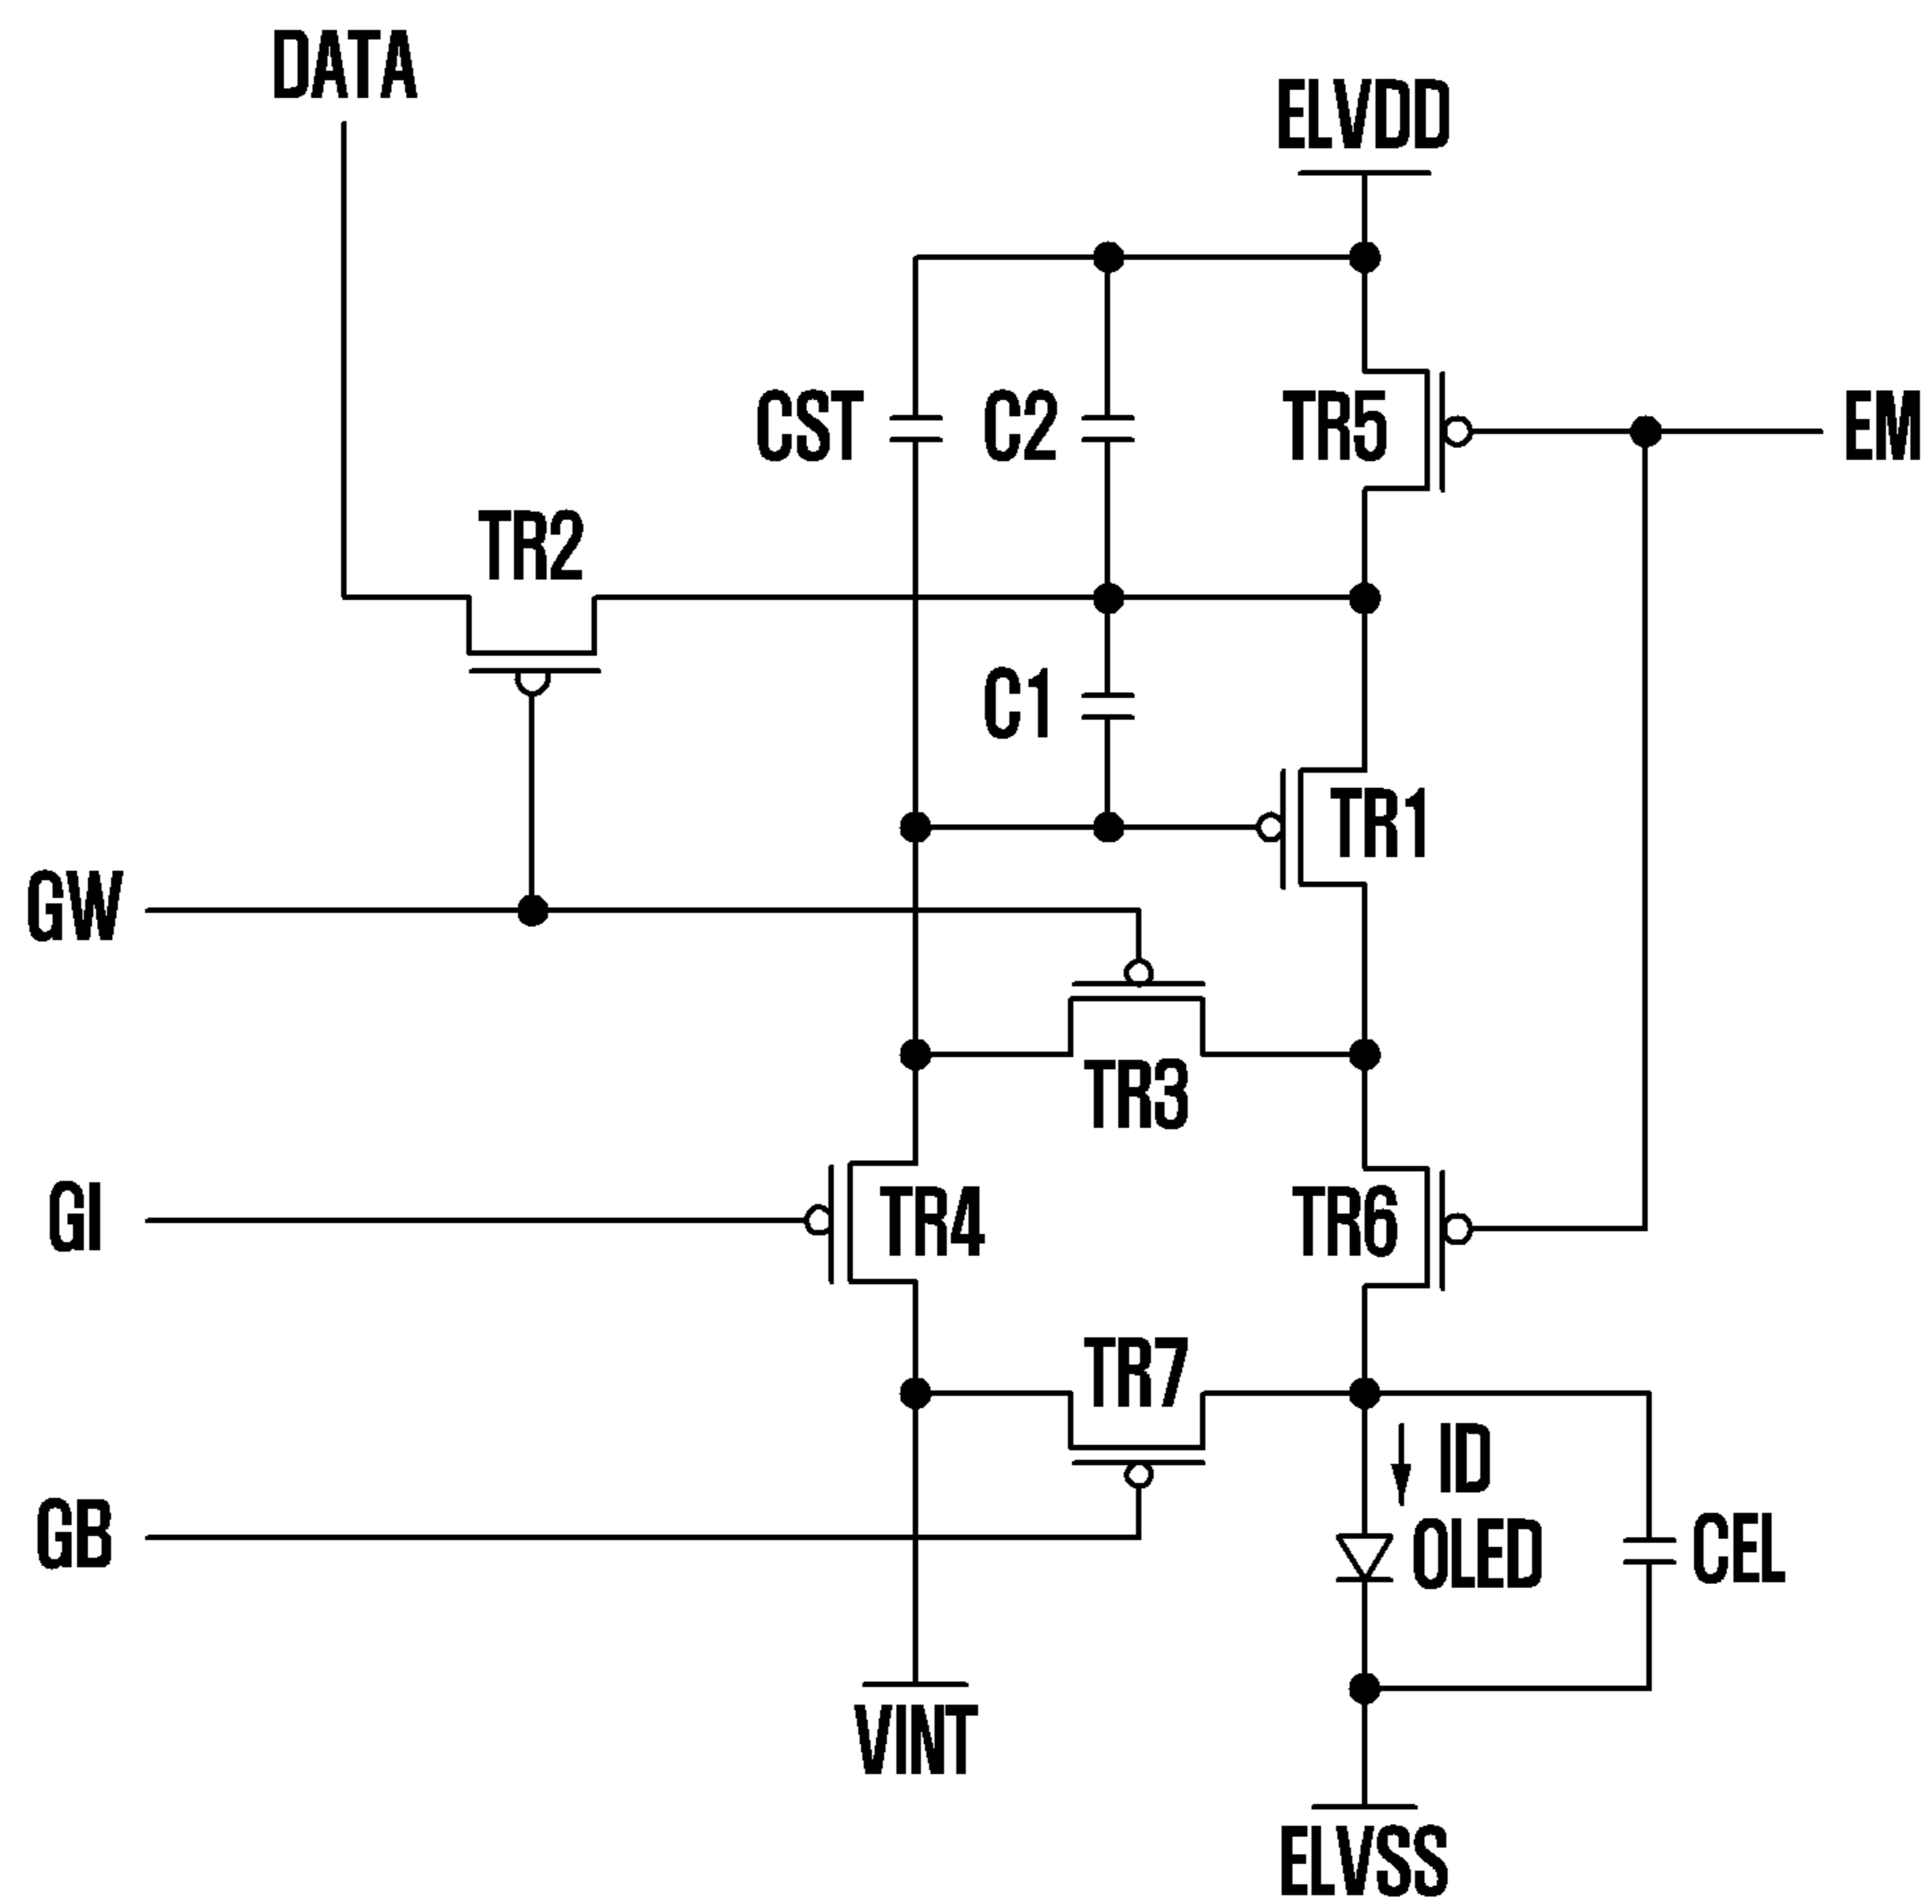 DATA
ELVDD
CST
C2
TR5
EM
TR2
C1
TR1
GW
TR3
GI
TR4
TR6
TR7
ID
GB
OLED
CEL
VINT
ELVSS